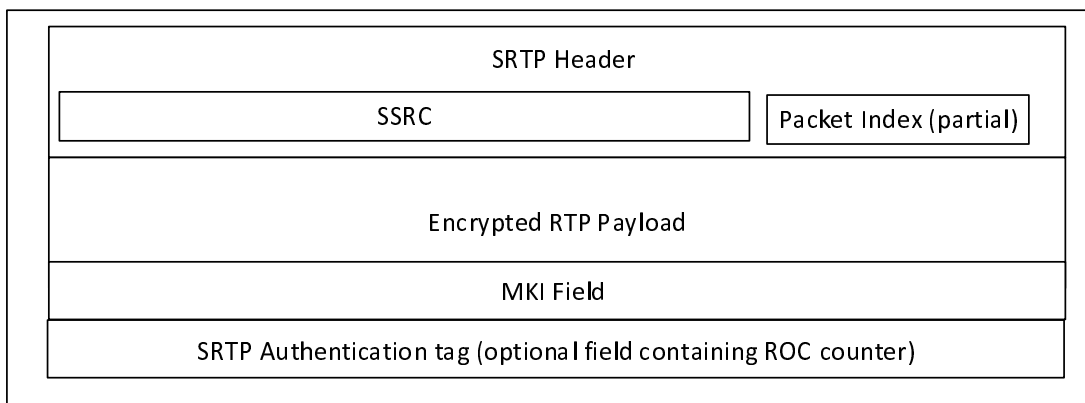 SRTP Header
SSRC
Packet Index (partial)
Encrypted RTP Payload
MKI Field
SRTP Authentication tag (optional field containing ROC counter)